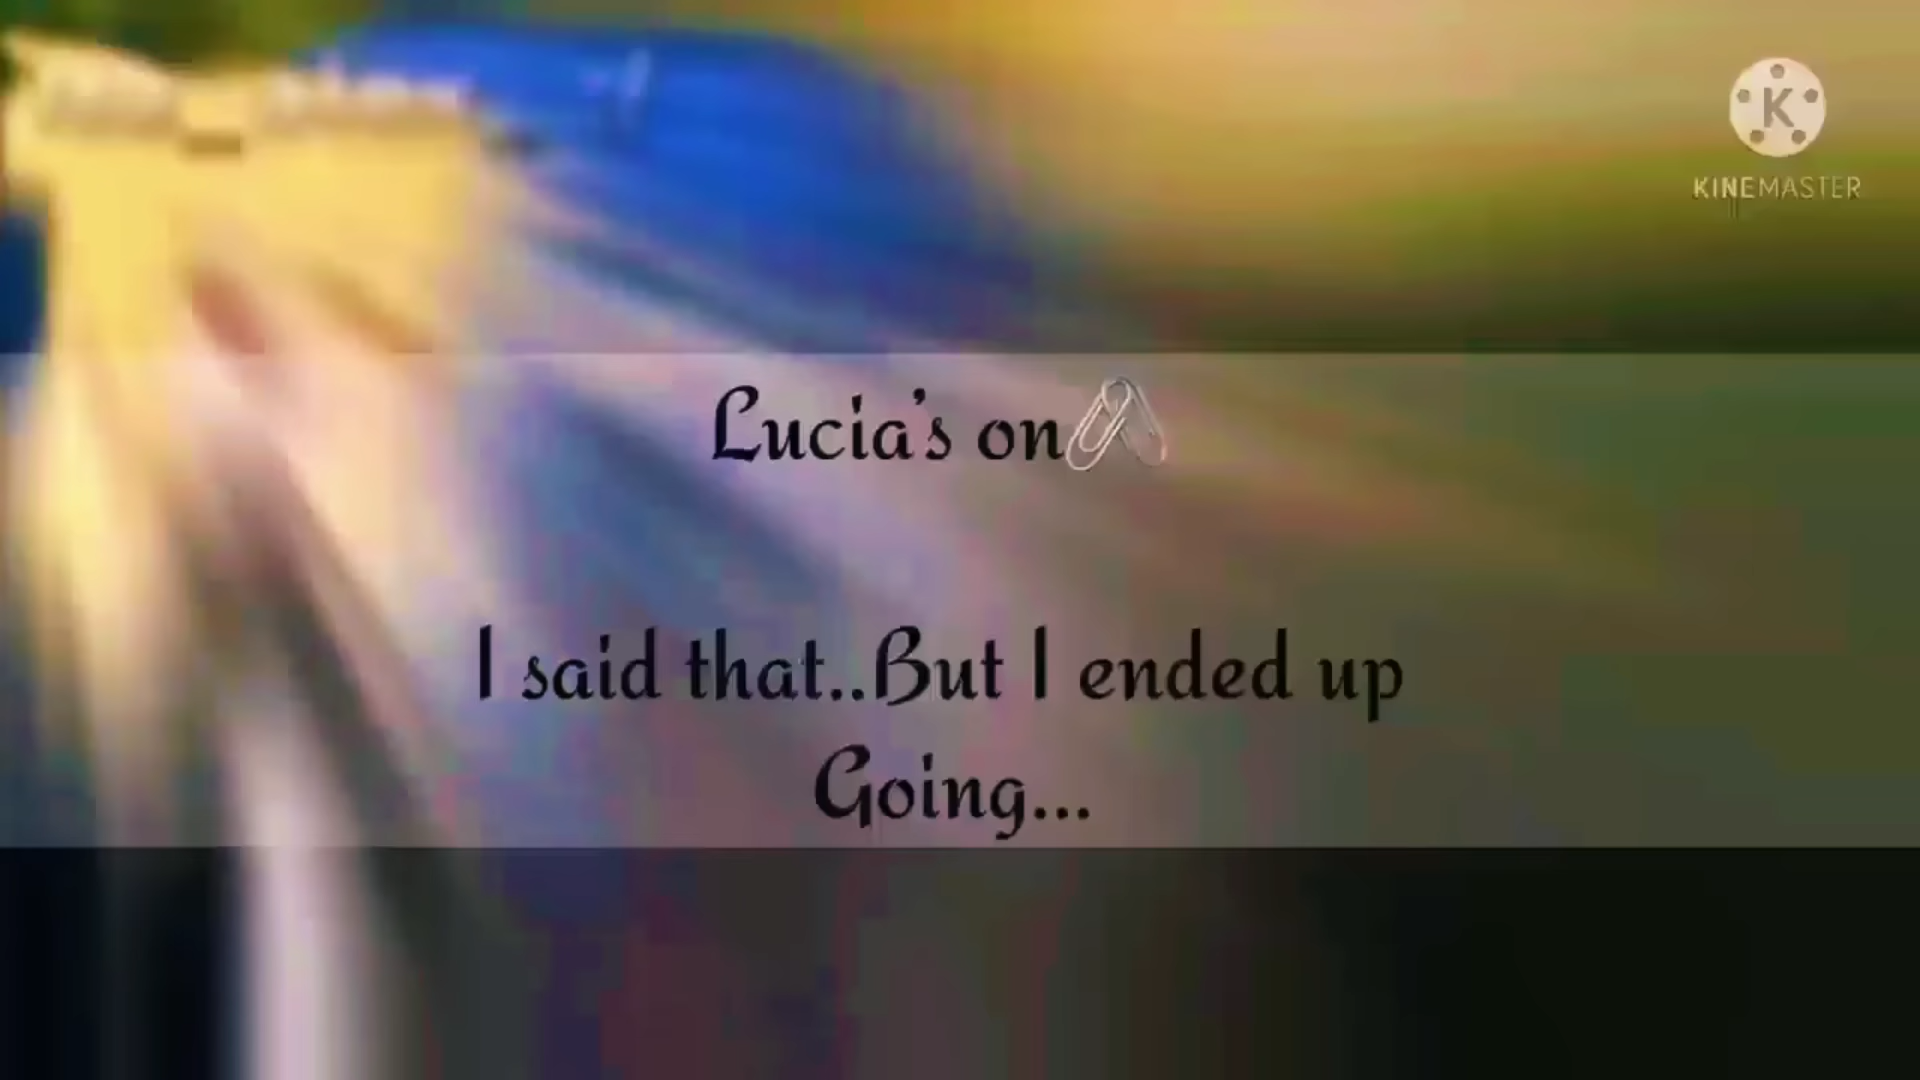 K
KINEMASTER
Lucia's on🖇
I said that..But I ended up
Going...